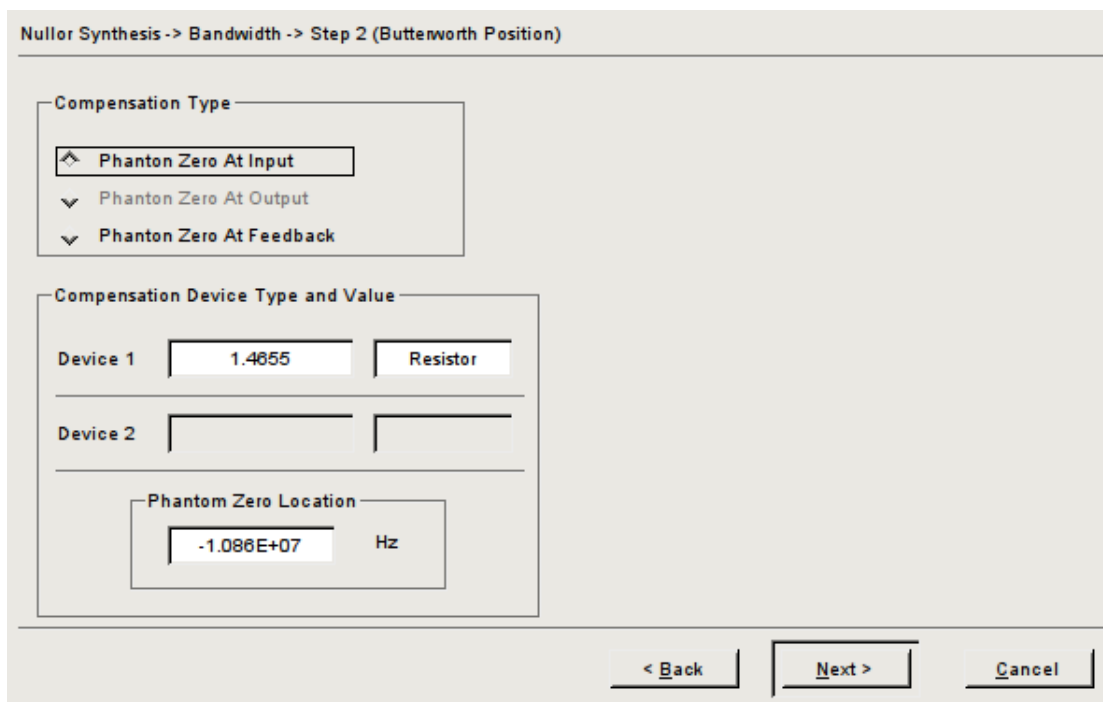 Nullor Synthesis -> Bandwidth -> Step 2 (Butterworth Position)
Compensation Type
Phanton Zero At Input
Phanton Zero At Output
Phanton Zero At Feedback
Compensation Device Type and Value
Device 1 1.4655 Resistor
Device 2
Phantom Zero Location
-1.086E+07 Hz
< Back Next > Cancel